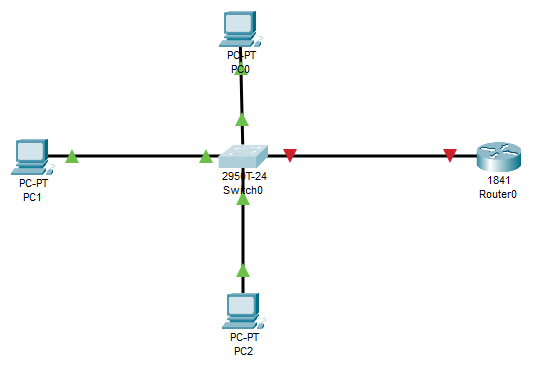 PC-PT
PC0
PC-PT
PC1
2950T-24
Switch0
1841
Router0
PC-PT
PC2